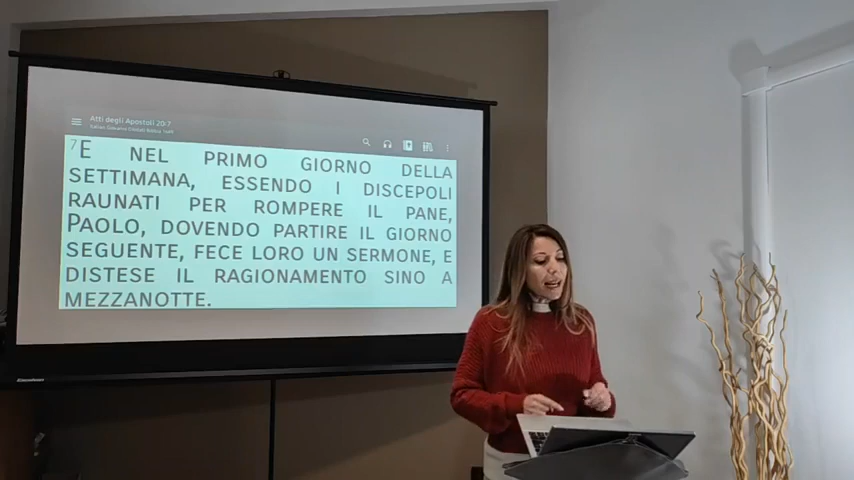 Atti degli Apostoli 20:7
7E NEL PRIMO GIORNO DELLA
SETTIMANA, ESSENDO I DISCEPOLI
RAUNATI PER ROMPERE IL PANE,
PAOLO, DOVENDO PARTIRE IL GIORNO
SEGUENTE, FECE LORO UN SERMONE, E
DISTESE IL RAGIONAMENTO SINO A
MEZZANOTTE.